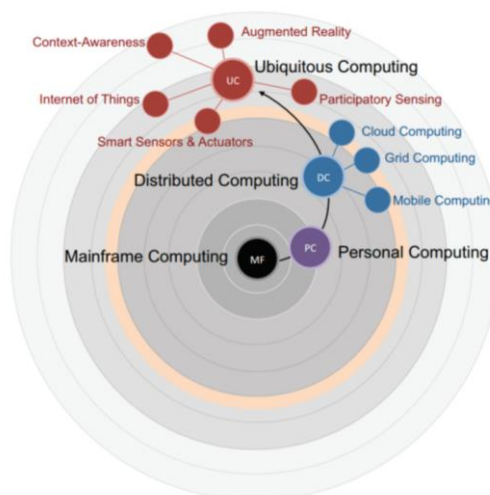 Augmented Reality
Context-Awareness
UC
Ubiquitous Computing
Internet of Things
Participatory Sensing
Smart Sensors & Actuators
Cloud Computing
Grid Computing
DC
Distributed Computing
Mobile Computin
PC
Personal Computing
Mainframe Computing
MF